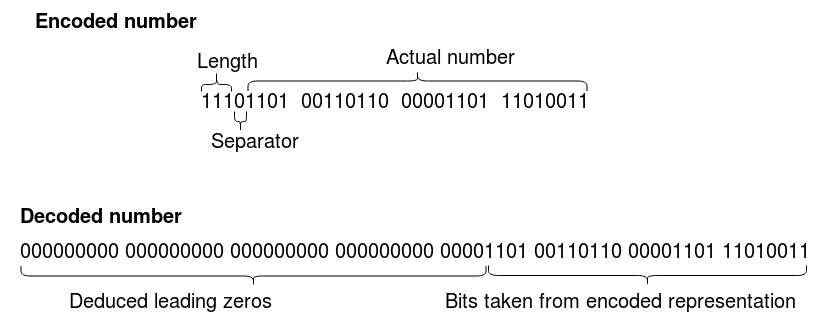 Encoded number
Length
Actual number
11101101 00110110 00001101 11010011
Separator
Decoded number
000000000 000000000 000000000 000000000 00001101 00110110 00001101 11010011
Deduced leading zeros
Bits taken from encoded representation